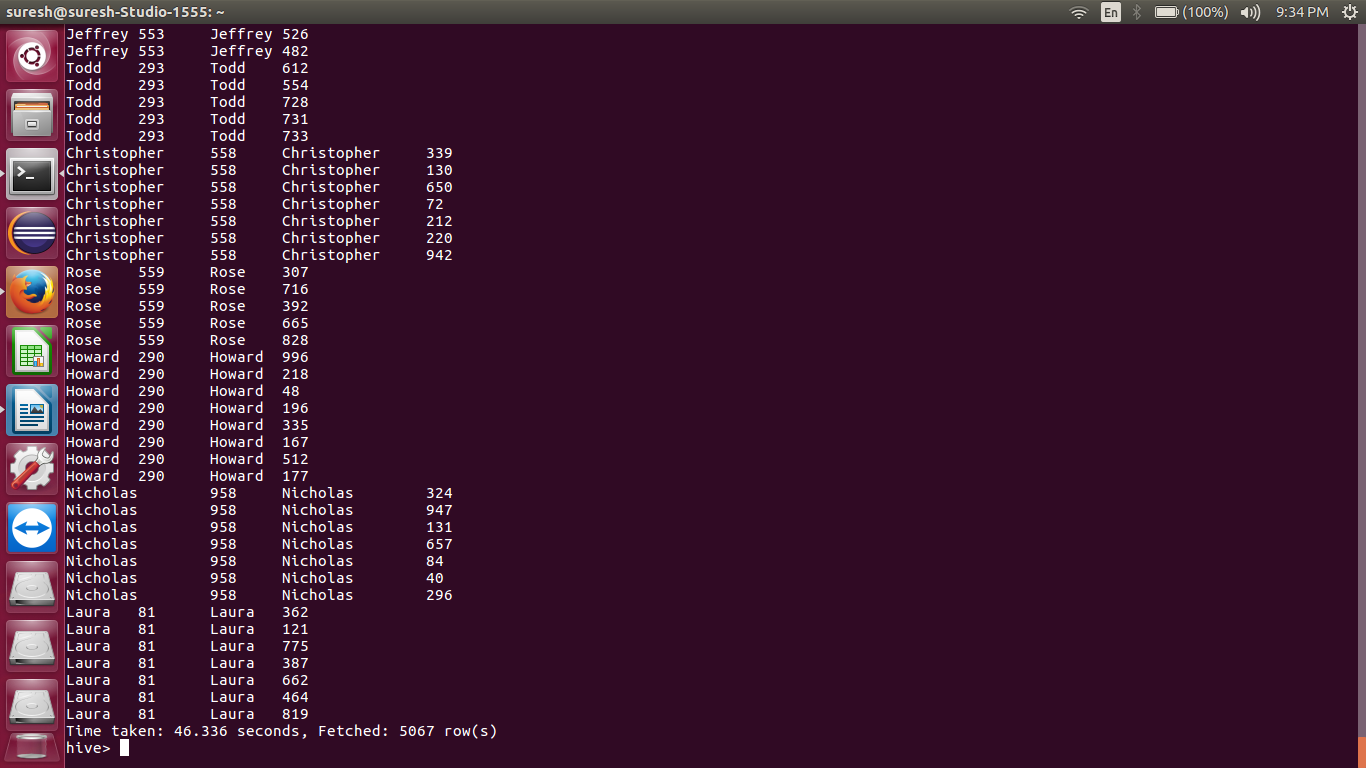 suresh@suresh-Studio-1555: ~ En (100%) 9:34 PM
Jeffrey 553 Jeffrey 526
Jeffrey 553 Jeffrey 482
Todd 293 Todd 612
Todd 293 Todd 554
Todd 293 Todd 728
Todd 293 Todd 731
Todd 293 Todd 733
Christopher 558 Christopher 339
Christopher 558 Christopher 130
Christopher 558 Christopher 650
Christopher 558 Christopher 72
Christopher 558 Christopher 212
Christopher 558 Christopher 220
Christopher 558 Christopher 942
Rose 559 Rose 307
Rose 559 Rose 716
Rose 559 Rose 392
Rose 559 Rose 665
Rose 559 Rose 828
Howard 290 Howard 996
Howard 290 Howard 218
Howard 290 Howard 48
Howard 290 Howard 196
Howard 290 Howard 335
Howard 290 Howard 167
Howard 290 Howard 512
Howard 290 Howard 177
Nicholas 958 Nicholas 324
Nicholas 958 Nicholas 947
Nicholas 958 Nicholas 131
Nicholas 958 Nicholas 657
Nicholas 958 Nicholas 84
Nicholas 958 Nicholas 40
Nicholas 958 Nicholas 296
Laura 81 Laura 362
Laura 81 Laura 121
Laura 81 Laura 775
Laura 81 Laura 387
Laura 81 Laura 662
Laura 81 Laura 464
Laura 81 Laura 819
Time taken: 46.336 seconds, Fetched: 5067 row(s)
hive>